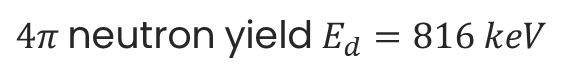 4π neutron yield E_d = 816 keV